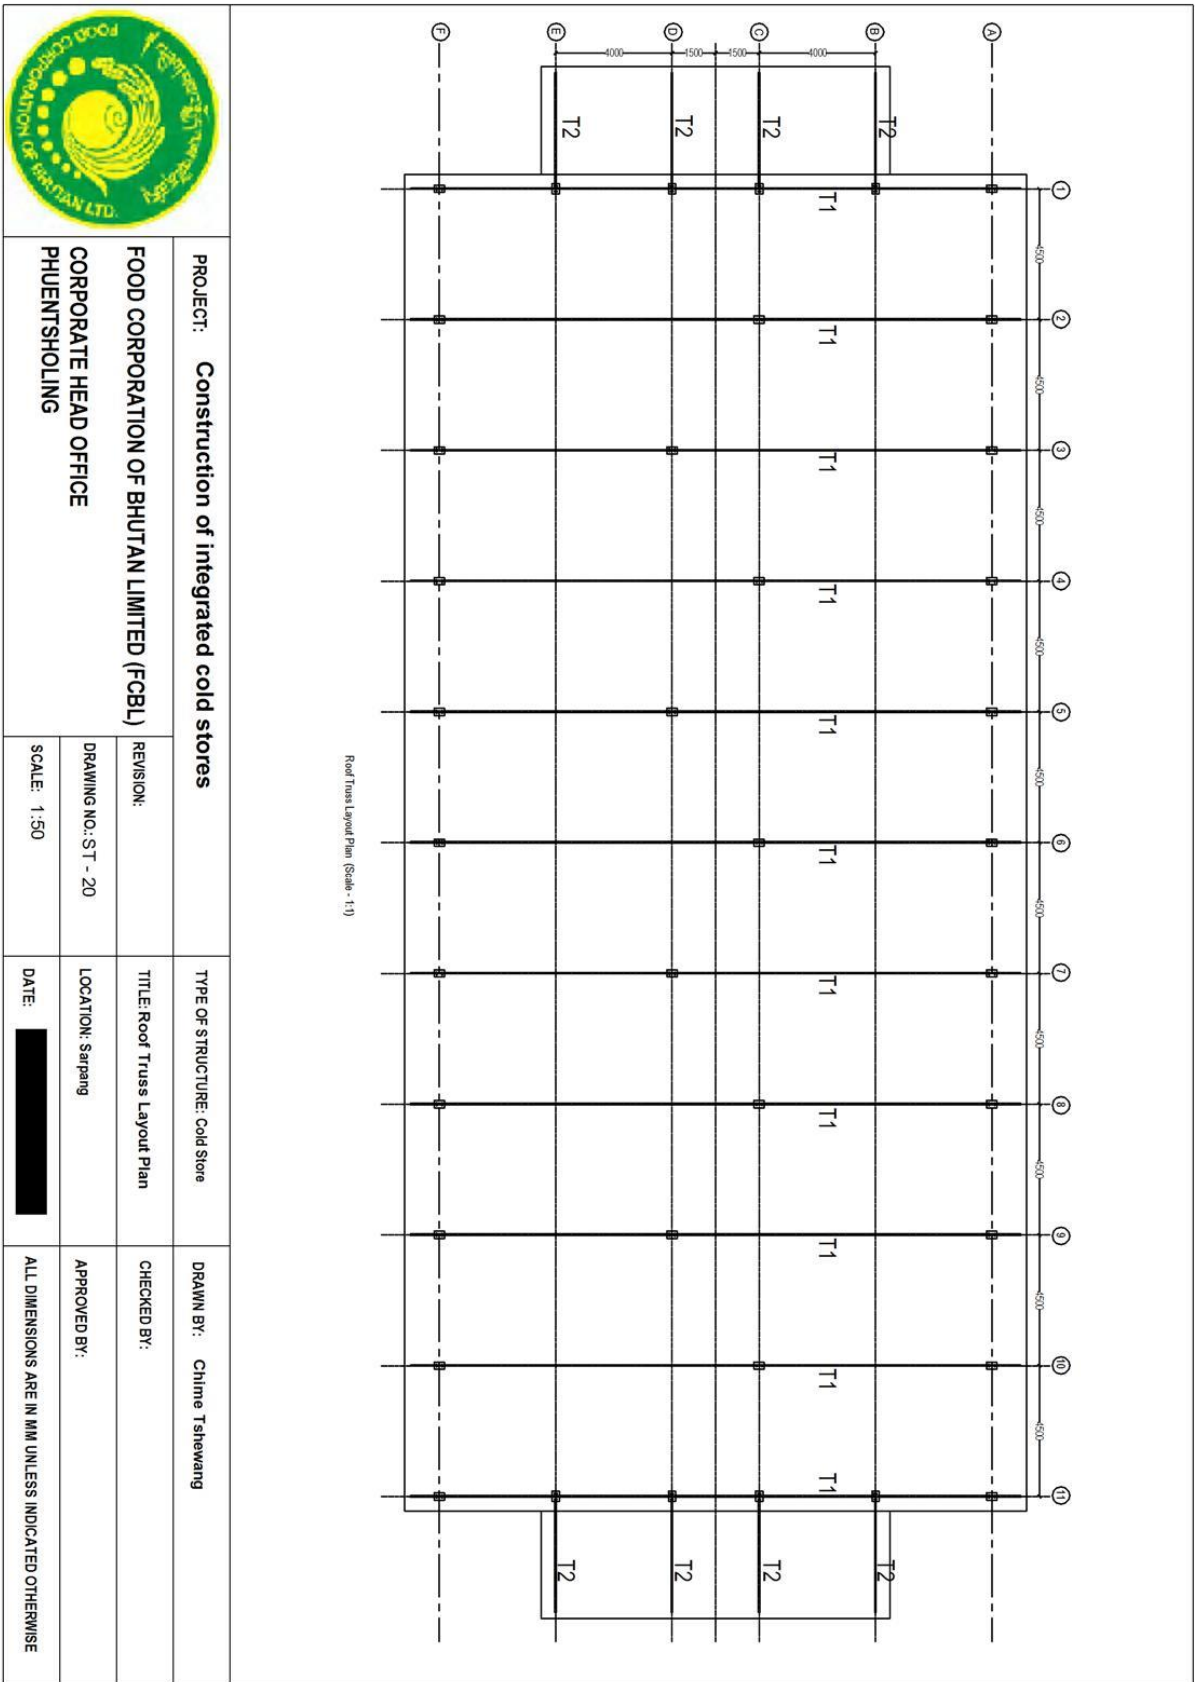 1 2 3 4 5 6 7 8 9 10 11
4500 4500 4500 4500 4500 4500 4500 4500 4500 4500
A
B T2 T2
T1 T1 T1 T1 T1 T1 T1 T1 T1 T1 T1
4000
C T2 T2
1500
1500
D T2 T2
4000
E T2 T2
F
Roof Truss Layout Plan (Scale - 1:1)
FOOD CORPORATION OF BHUTAN LTD.
PROJECT: Construction of integrated cold stores
FOOD CORPORATION OF BHUTAN LIMITED (FCBL)
CORPORATE HEAD OFFICE
PHUENTSHOLING
REVISION:
DRAWING NO.:ST - 20
SCALE: 1:50
TYPE OF STRUCTURE: Cold Store
TITLE: Roof Truss Layout Plan
LOCATION: Sarpang
DATE:
DRAWN BY: Chime Tshewang
CHECKED BY:
APPROVED BY:
ALL DIMENSIONS ARE IN MM UNLESS INDICATED OTHERWISE